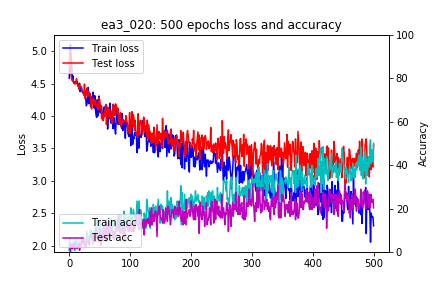 ea3_020: 500 epochs loss and accuracy
Train loss
Test loss
Train acc
Test acc
Loss
5.0
4.5
4.0
3.5
3.0
2.5
2.0
Accuracy
100
80
60
40
20
0
0 100 200 300 400 500